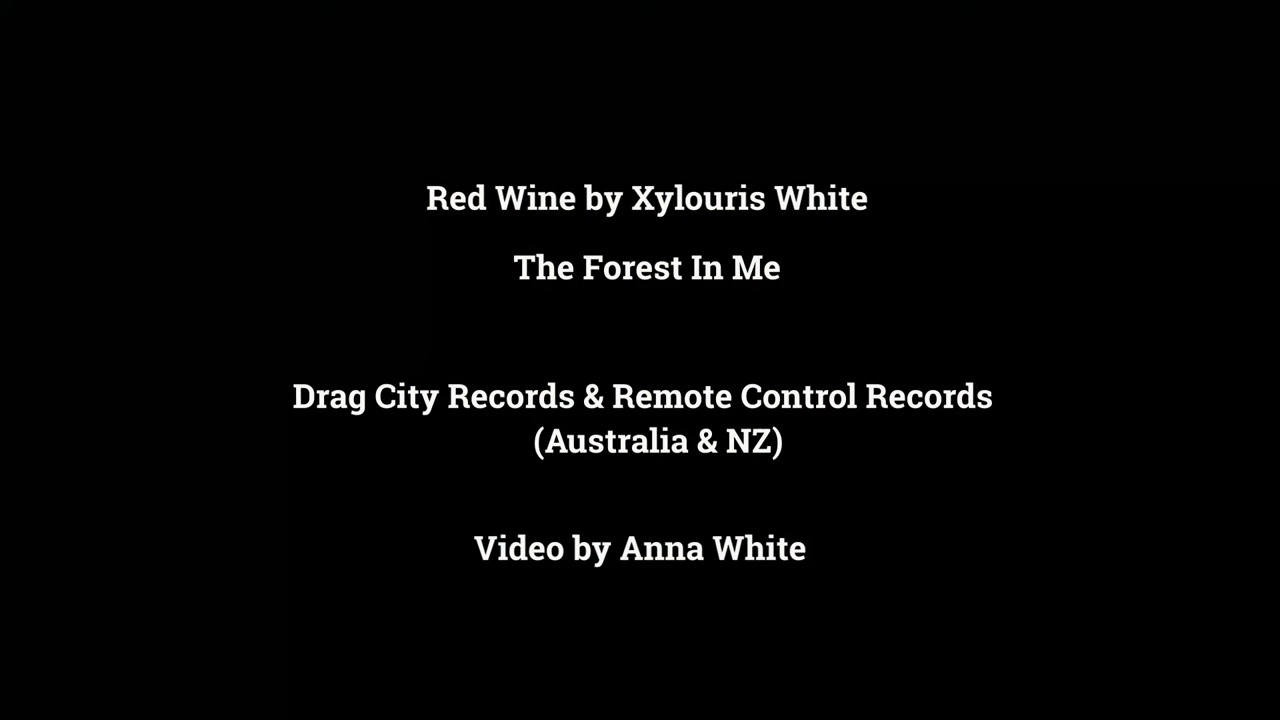 Red Wine by Xylouris White
The Forest In Me
Drag City Records & Remote Control Records
(Australia & NZ)
Video by Anna White